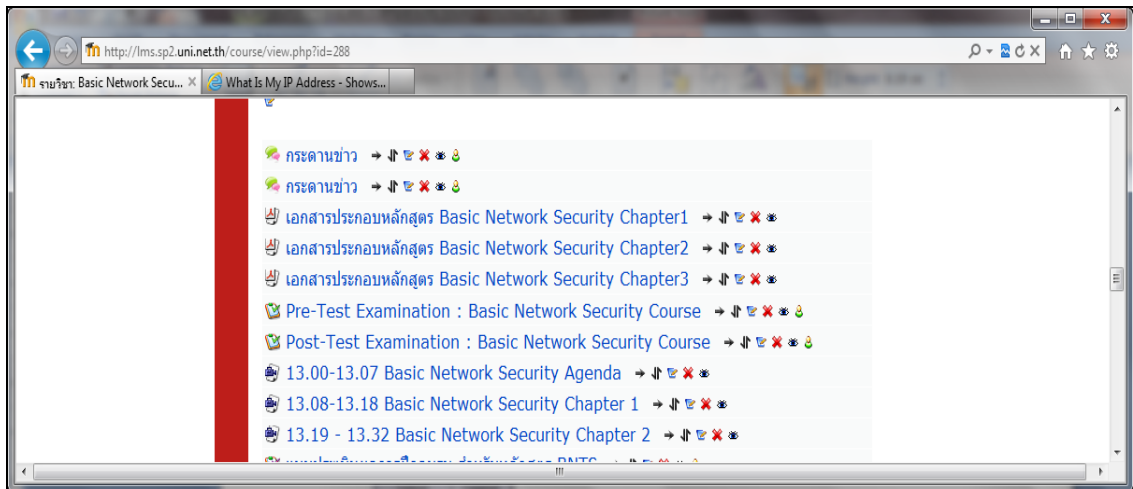 http://lms.sp2.uni.net.th/course/view.php?id=288
รายวิชา: Basic Network Secu... What Is My IP Address - Shows...
กระดานข่าว
กระดานข่าว
เอกสารประกอบหลักสูตร Basic Network Security Chapter1
เอกสารประกอบหลักสูตร Basic Network Security Chapter2
เอกสารประกอบหลักสูตร Basic Network Security Chapter3
Pre-Test Examination : Basic Network Security Course
Post-Test Examination : Basic Network Security Course
13.00-13.07 Basic Network Security Agenda
13.08-13.18 Basic Network Security Chapter 1
13.19 - 13.32 Basic Network Security Chapter 2